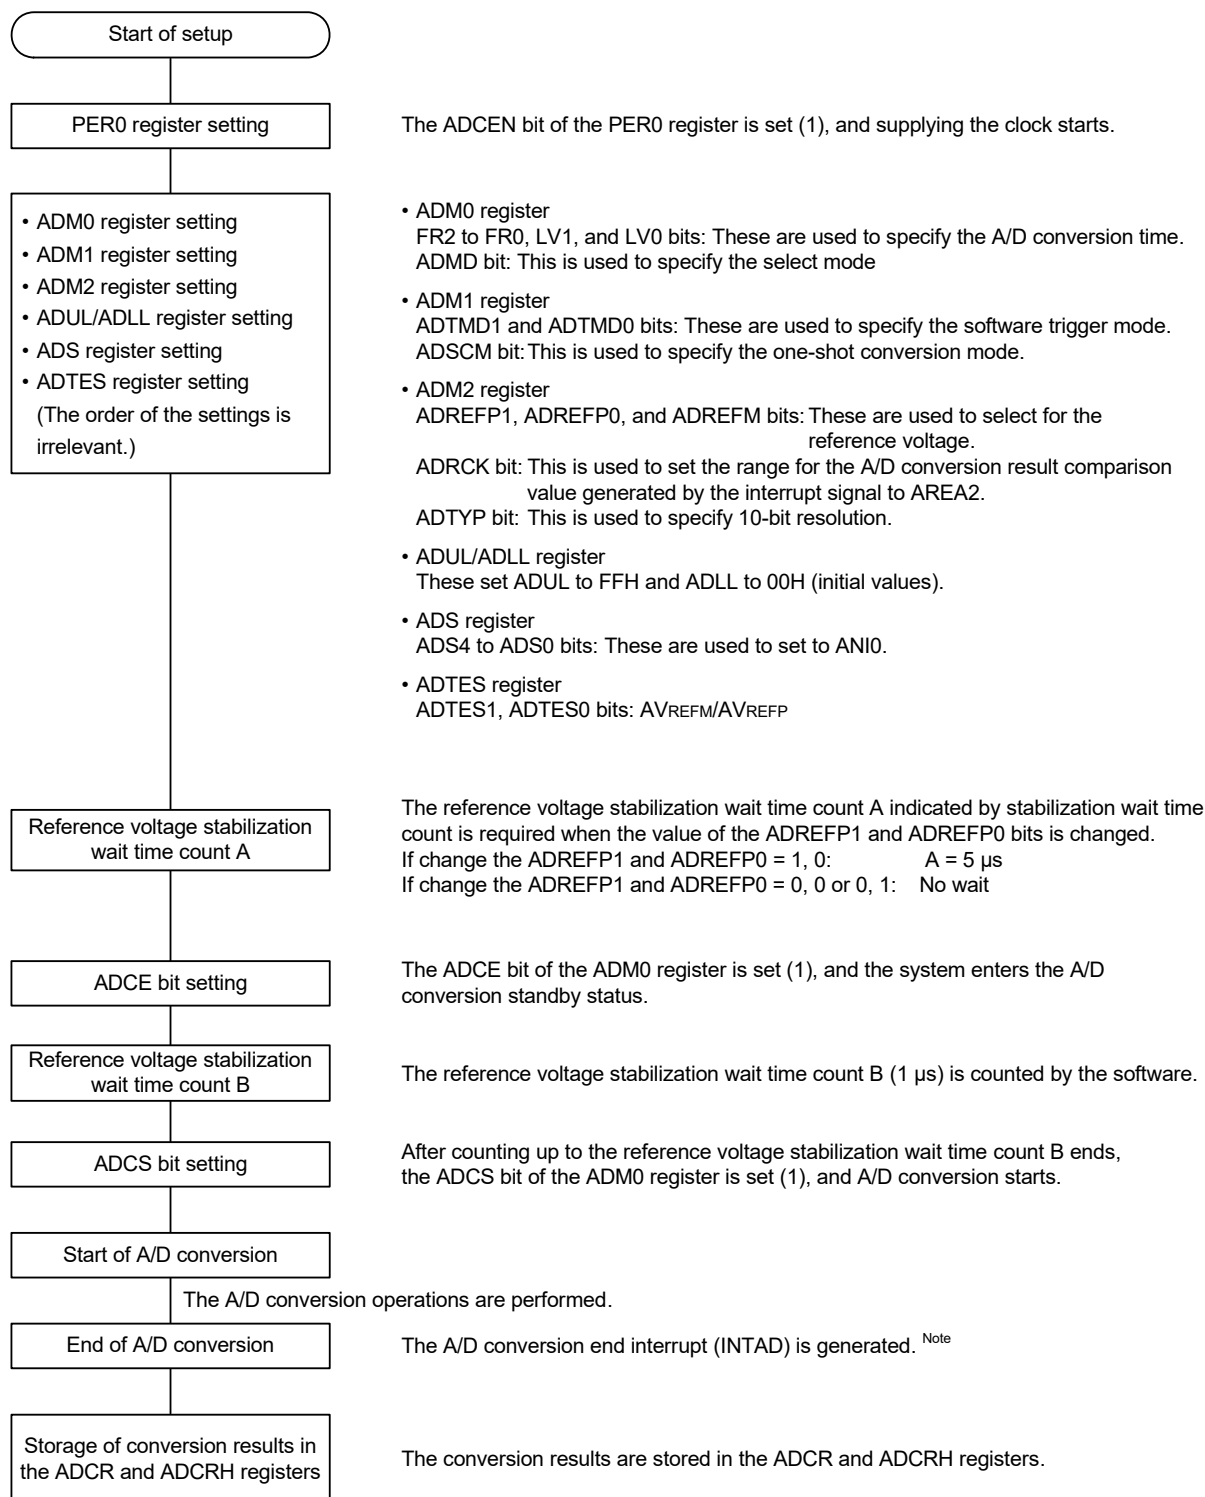 Start of setup
PER0 register setting
The ADCEN bit of the PER0 register is set (1), and supplying the clock starts.
• ADM0 register setting
• ADM1 register setting
• ADM2 register setting
• ADUL/ADLL register setting
• ADS register setting
• ADTES register setting
(The order of the settings is
irrelevant.)
• ADM0 register
FR2 to FR0, LV1, and LV0 bits: These are used to specify the A/D conversion time.
ADMD bit: This is used to specify the select mode
• ADM1 register
ADTMD1 and ADTMD0 bits: These are used to specify the software trigger mode.
ADSCM bit: This is used to specify the one-shot conversion mode.
• ADM2 register
ADREFP1, ADREFP0, and ADREFM bits: These are used to select for the
reference voltage.
ADRCK bit: This is used to set the range for the A/D conversion result comparison
value generated by the interrupt signal to AREA2.
ADTYP bit: This is used to specify 10-bit resolution.
• ADUL/ADLL register
These set ADUL to FFH and ADLL to 00H (initial values).
• ADS register
ADS4 to ADS0 bits: These are used to set to ANI0.
• ADTES register
ADTES1, ADTES0 bits: AVREFM/AVREFP
Reference voltage stabilization
wait time count A
The reference voltage stabilization wait time count A indicated by stabilization wait time
count is required when the value of the ADREFP1 and ADREFP0 bits is changed.
If change the ADREFP1 and ADREFP0 = 1, 0: A = 5 µs
If change the ADREFP1 and ADREFP0 = 0, 0 or 0, 1: No wait
ADCE bit setting
The ADCE bit of the ADM0 register is set (1), and the system enters the A/D
conversion standby status.
Reference voltage stabilization
wait time count B
The reference voltage stabilization wait time count B (1 µs) is counted by the software.
ADCS bit setting
After counting up to the reference voltage stabilization wait time count B ends,
the ADCS bit of the ADM0 register is set (1), and A/D conversion starts.
Start of A/D conversion
The A/D conversion operations are performed.
End of A/D conversion
The A/D conversion end interrupt (INTAD) is generated. Note
Storage of conversion results in
the ADCR and ADCRH registers
The conversion results are stored in the ADCR and ADCRH registers.